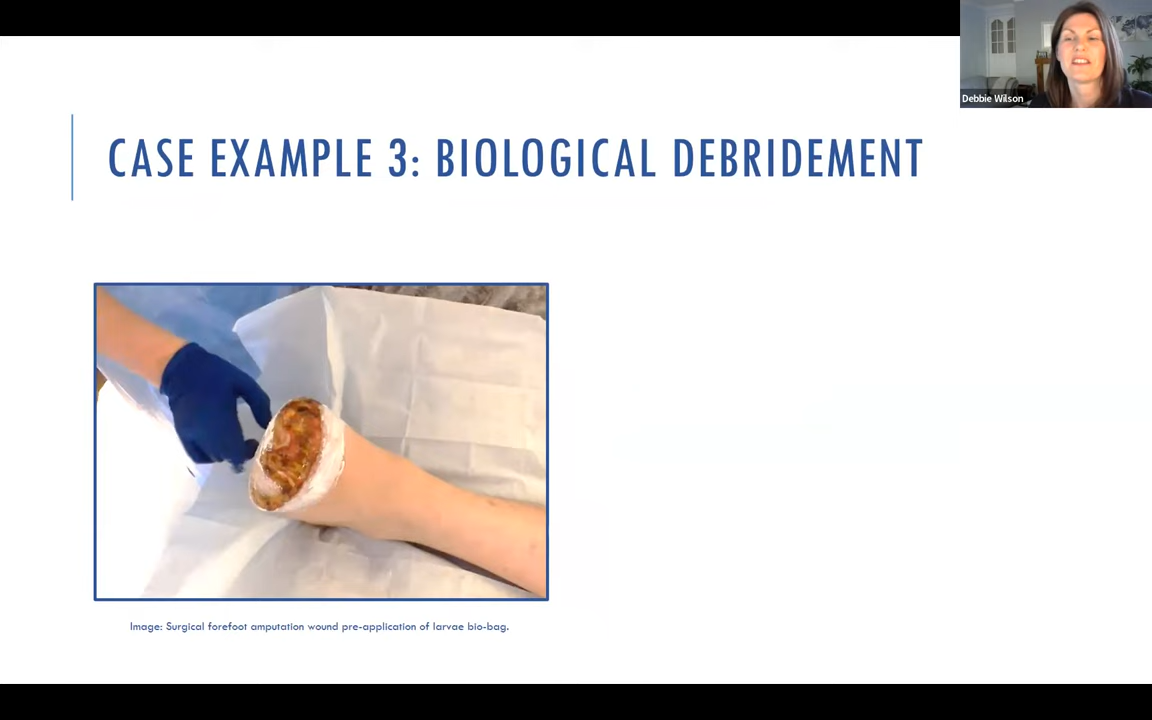 Debbie Wilson
CASE EXAMPLE 3: BIOLOGICAL DEBRIDEMENT
Image: Surgical forefoot amputation wound pre-application of larvae bio-bag.